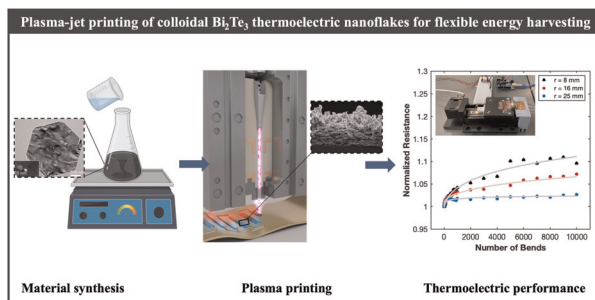 Plasma-jet printing of colloidal Bi₂Te₃ thermoelectric nanoflakes for flexible energy harvesting
1.3
1.25
1.2
1.15
1.1
1.05
1
0.95
Normalized Resistance
r = 8 mm
r = 16 mm
r = 25 mm
0
2000
4000
6000
8000
10000
Number of Bends
Material synthesis
Plasma printing
Thermoelectric performance